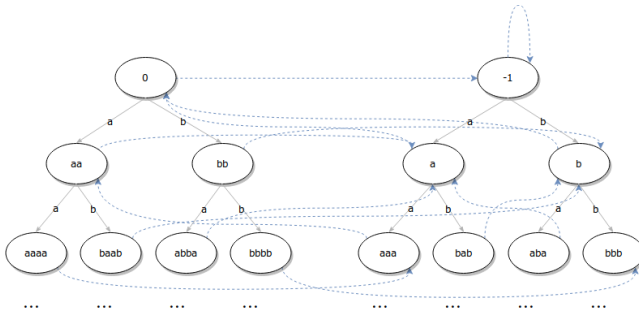 0 -1
a b a b
aa bb a b
a b a b a b a b
aaaa baab abba bbbb aaa bab aba bbb
... ... ... ... ... ... ... ...